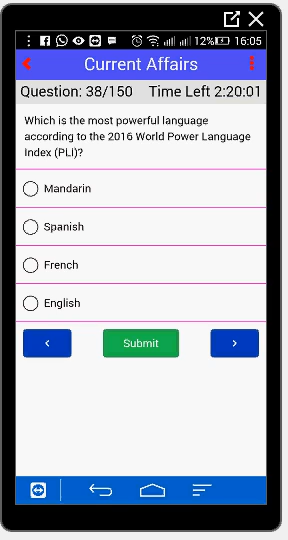 12% 16:05
Current Affairs
Question: 38/150 Time Left 2:20:01
Which is the most powerful language
according to the 2016 World Power Language
Index (PLI)?
Mandarin
Spanish
French
English
< Submit >